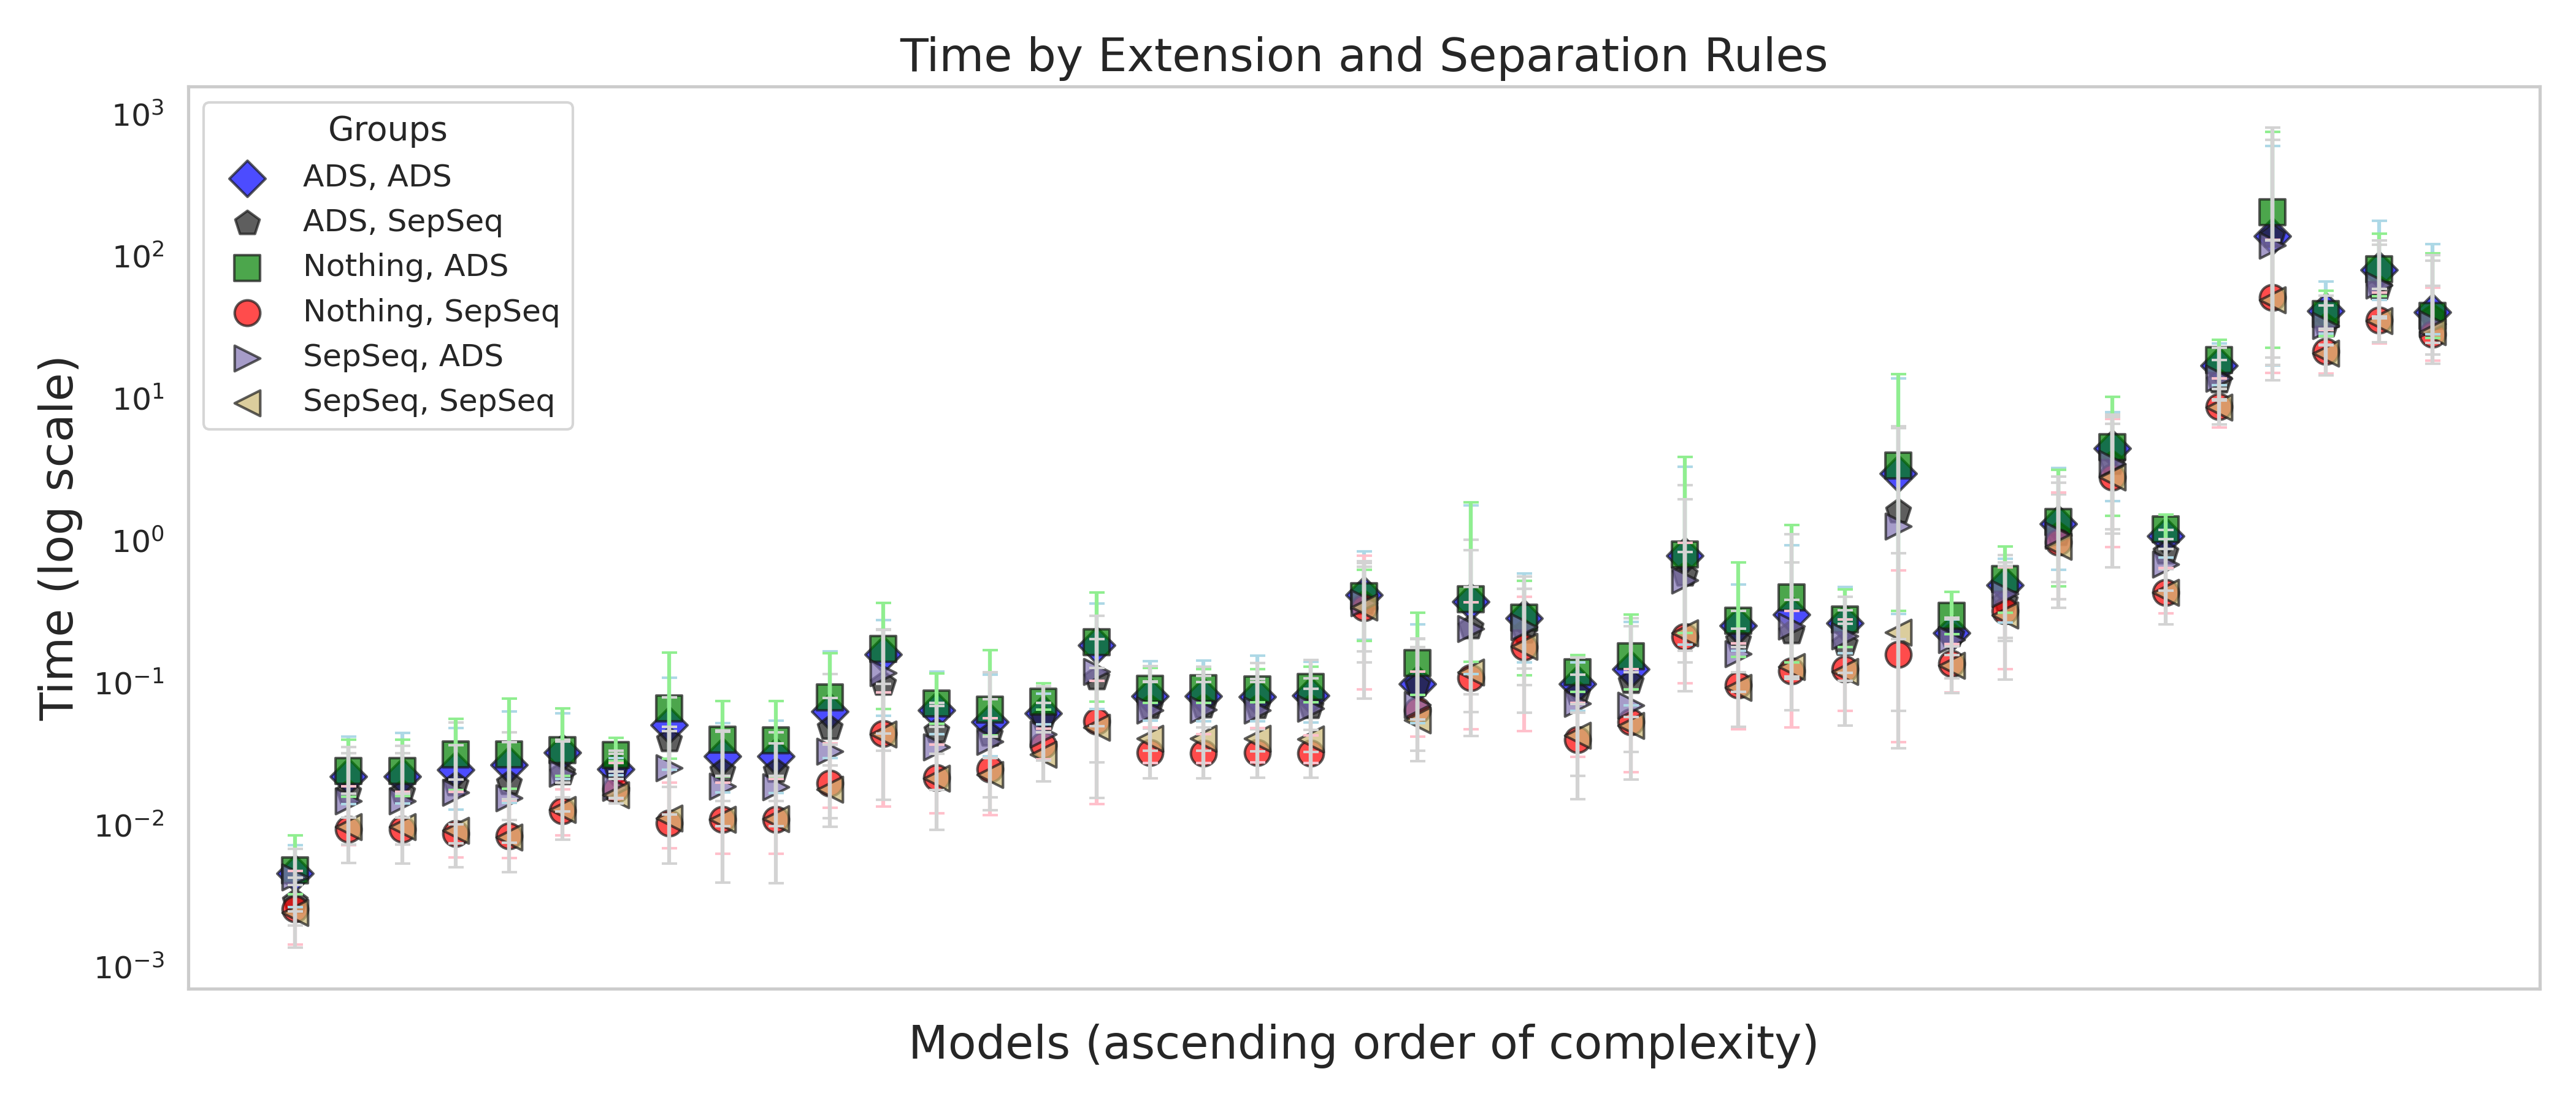 Time by Extension and Separation Rules
Time (log scale)
10³
10²
10¹
10⁰
10⁻¹
10⁻²
10⁻³
Groups
ADS, ADS
ADS, SepSeq
Nothing, ADS
Nothing, SepSeq
SepSeq, ADS
SepSeq, SepSeq
Models (ascending order of complexity)